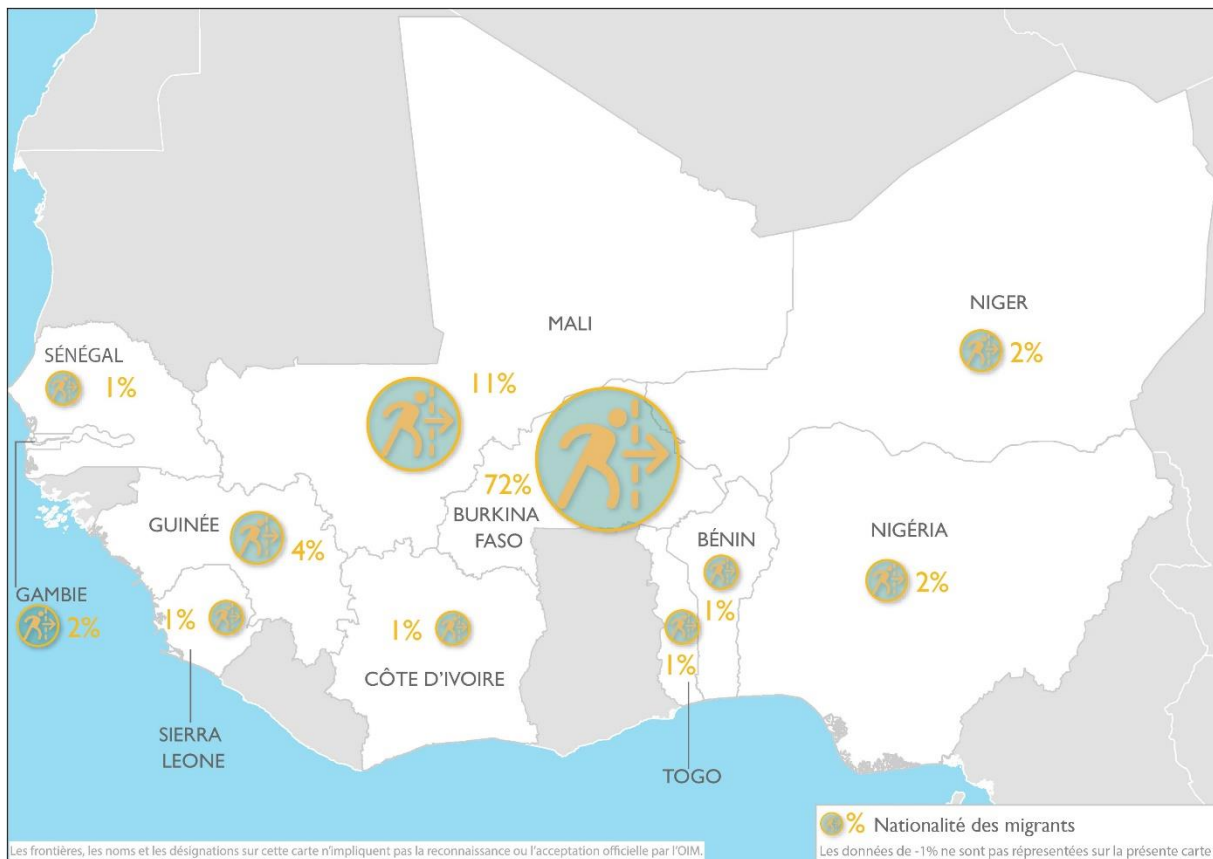 NIGER
2%
MALI
SÉNÉGAL
1%
11%
72%
BURKINA
FASO
BÉNIN
1%
NIGÉRIA
2%
GUINÉE
4%
GAMBIE
2%
1%
SIERRA
LEONE
1%
CÔTE D'IVOIRE
1%
TOGO
% Nationalité des migrants
Les données de -1% ne sont pas répresentées sur la présente carte
Les frontières, les noms et les désignations sur cette carte n'impliquent pas la reconnaissance ou l'acceptation officielle par l'OIM.